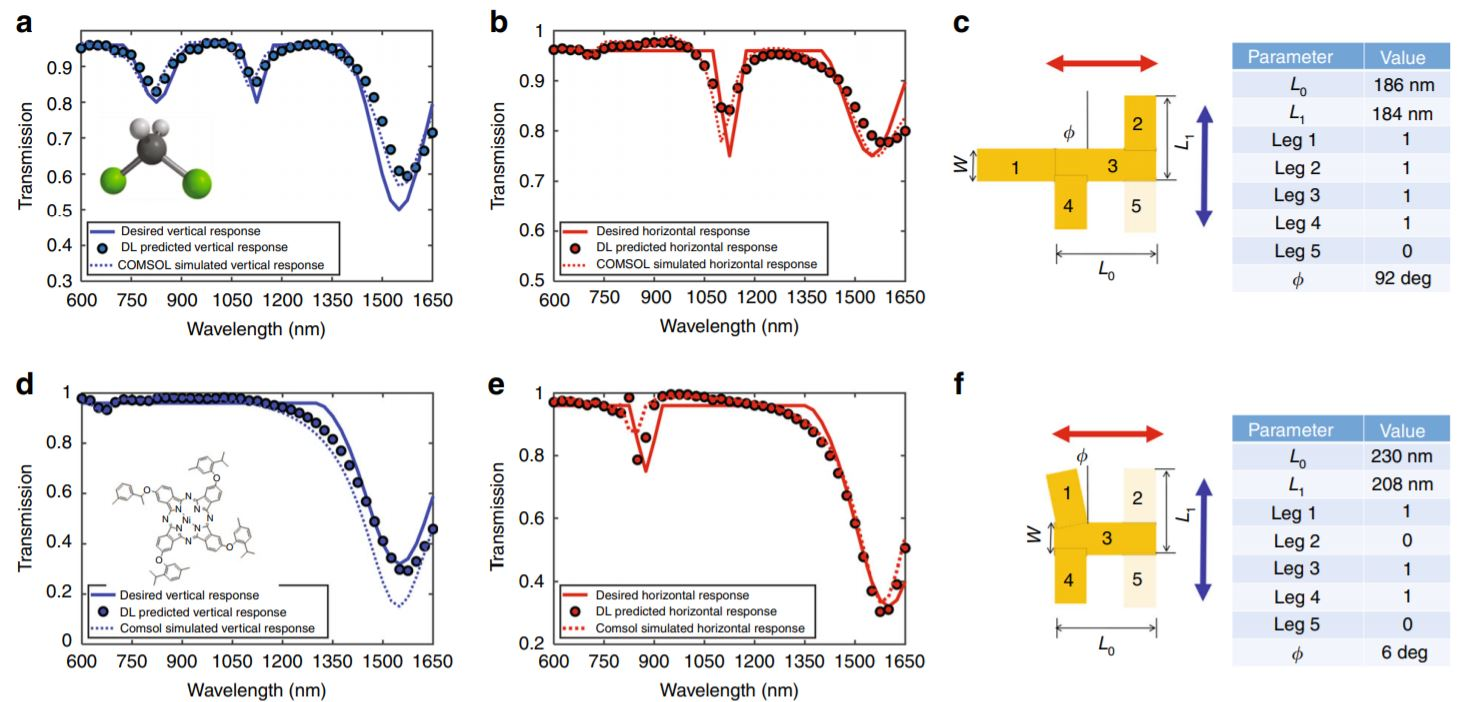 a
Transmission
0.9
0.8
0.7
0.6
0.5
0.4
0.3
Desired vertical response
DL predicted vertical response
COMSOL simulated vertical response
600 750 900 1050 1200 1350 1500 1650
Wavelength (nm)
b
Transmission
1
0.9
0.8
0.7
0.6
0.5
Desired horizontal response
DL predicted horizontal response
COMSOL simulated horizontal response
600 750 900 1050 1200 1350 1500 1650
Wavelength (nm)
c
ϕ
W
1
2
3
4
5
L1
L0
Parameter Value
L0 186 nm
L1 184 nm
Leg 1 1
Leg 2 1
Leg 3 1
Leg 4 1
Leg 5 0
ϕ 92 deg
d
Transmission
1
0.8
0.6
0.4
0.2
0
Desired vertical response
DL predicted vertical response
Comsol simulated vertical response
600 750 900 1050 1200 1350 1500 1650
Wavelength (nm)
e
Transmission
1
0.8
0.6
0.4
0.2
Desired horizontal response
DL predicted horizontal response
Comsol simulated horizontal response
600 750 900 1050 1200 1350 1500 1650
Wavelength (nm)
f
ϕ
W
1
2
3
4
5
L1
L0
Parameter Value
L0 230 nm
L1 208 nm
Leg 1 1
Leg 2 0
Leg 3 1
Leg 4 1
Leg 5 0
ϕ 6 deg